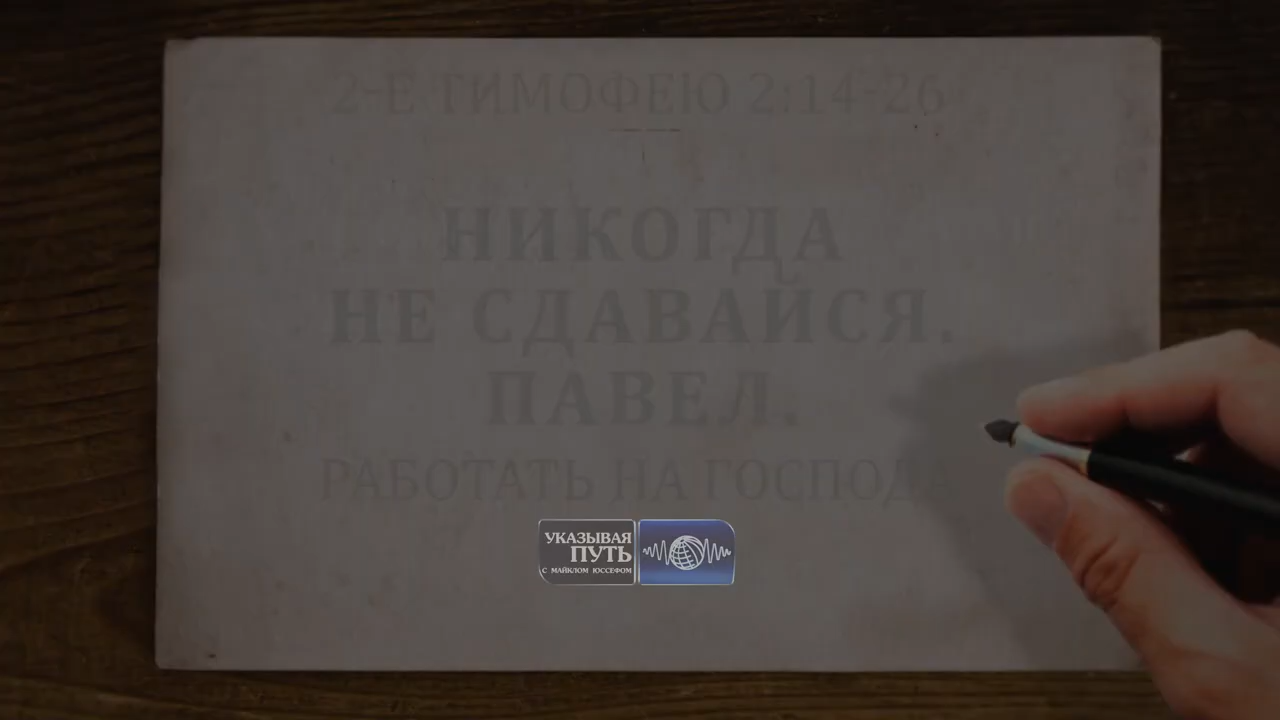 2-Е ТИМОФЕЮ 2:14-26
НИКОГДА
НЕ СДАВАЙСЯ.
ПАВЕЛ.
РАБОТАТЬ НА ГОСПОДА
УКАЗЫВАЯ
ПУТЬ
С МАЙКЛОМ ЮССЕФОМ